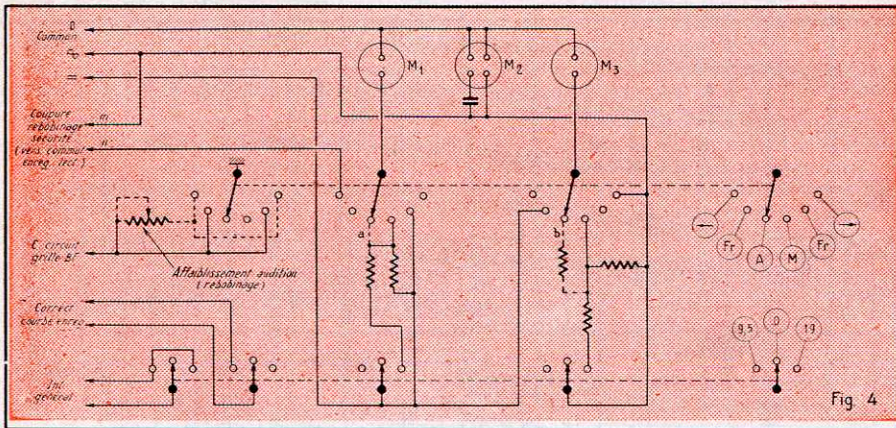 0
Commun
M1
M2
M3
Coupure
rebobinage
sécurité
(vers. commut
enreg. lect.)
m
n
C. circuit
grille BF
Affaiblissement audition
(rebobinage)
a
b
Fr
A
M
Fr
Correct
courbe enreg
9,5
0
19
Int
général
Fig 4